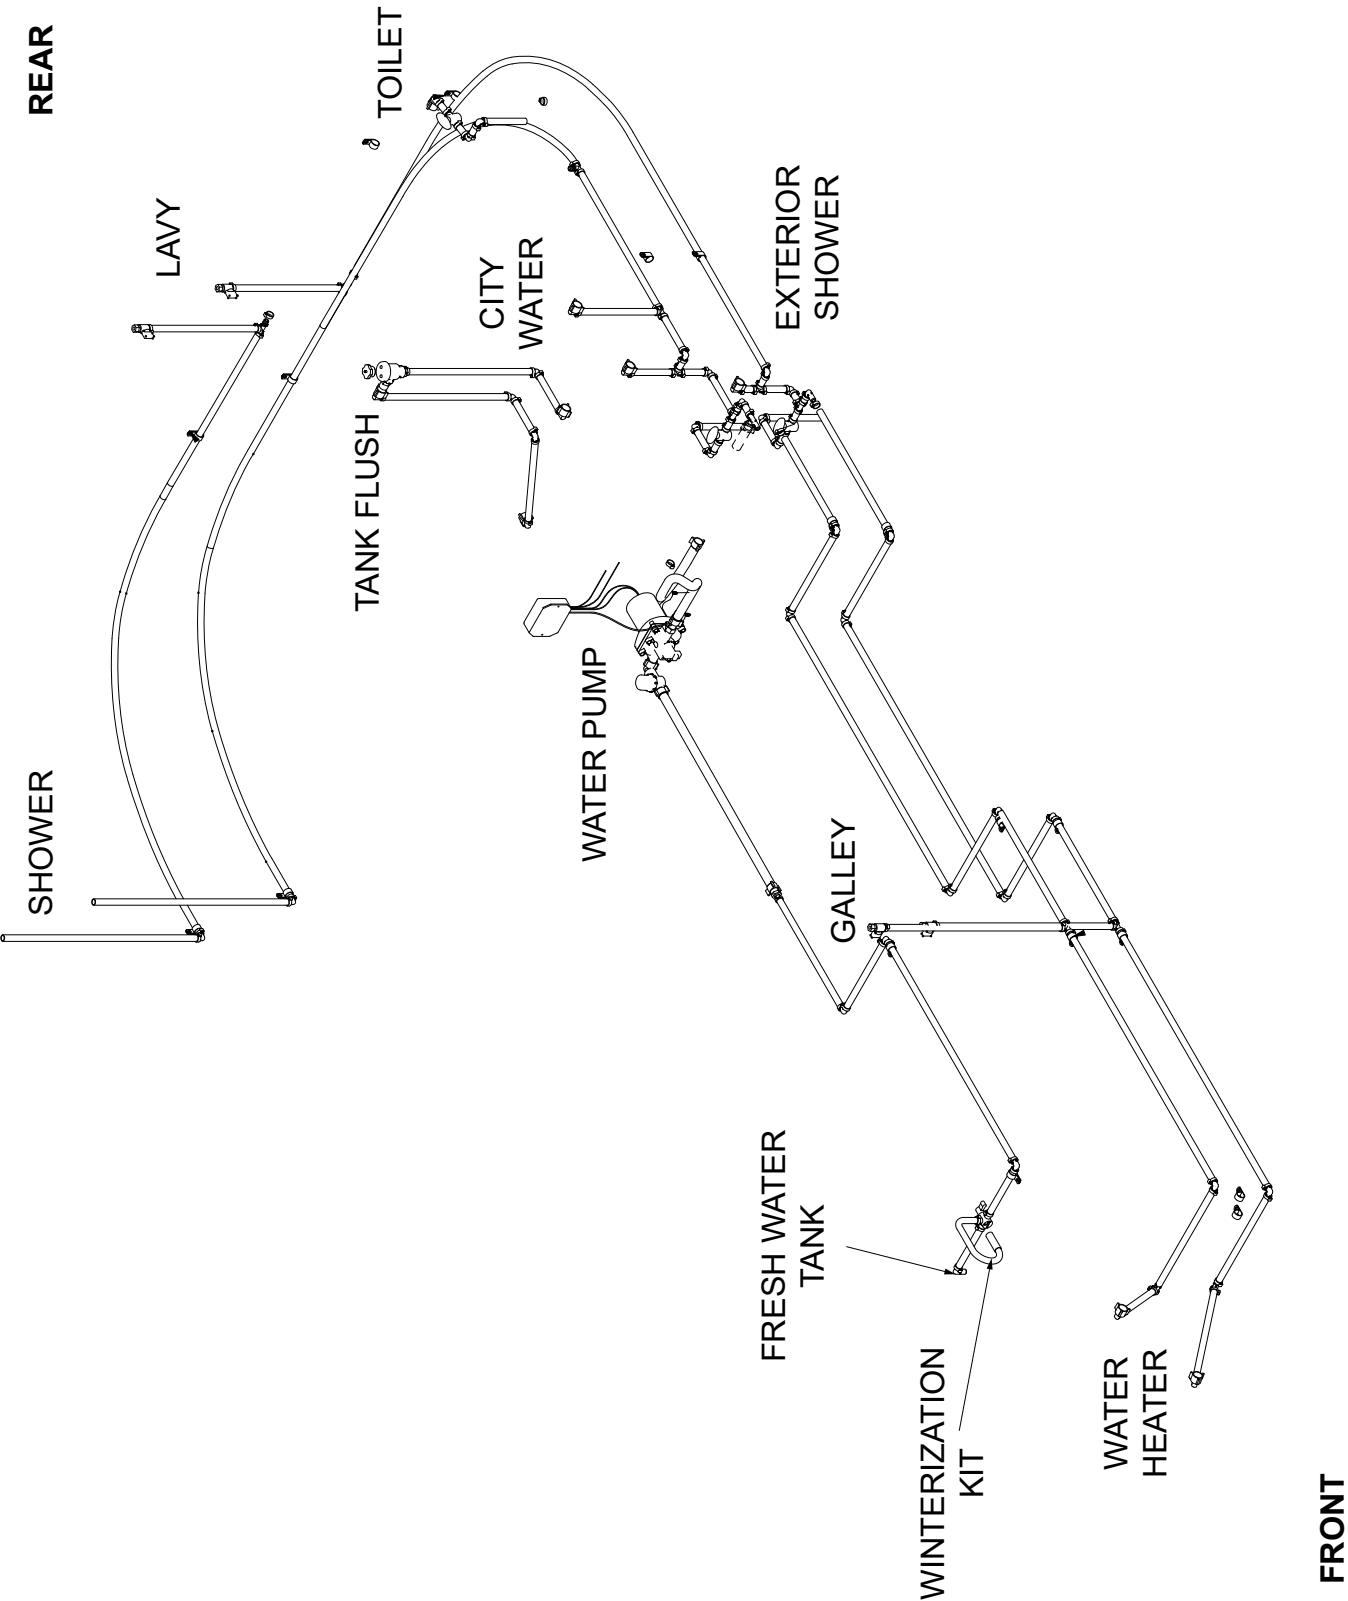 REAR
TOILET
LAVY
CITY
WATER
EXTERIOR
SHOWER
TANK FLUSH
SHOWER
WATER PUMP
GALLEY
FRESH WATER
TANK
WINTERIZATION
KIT
WATER
HEATER
FRONT